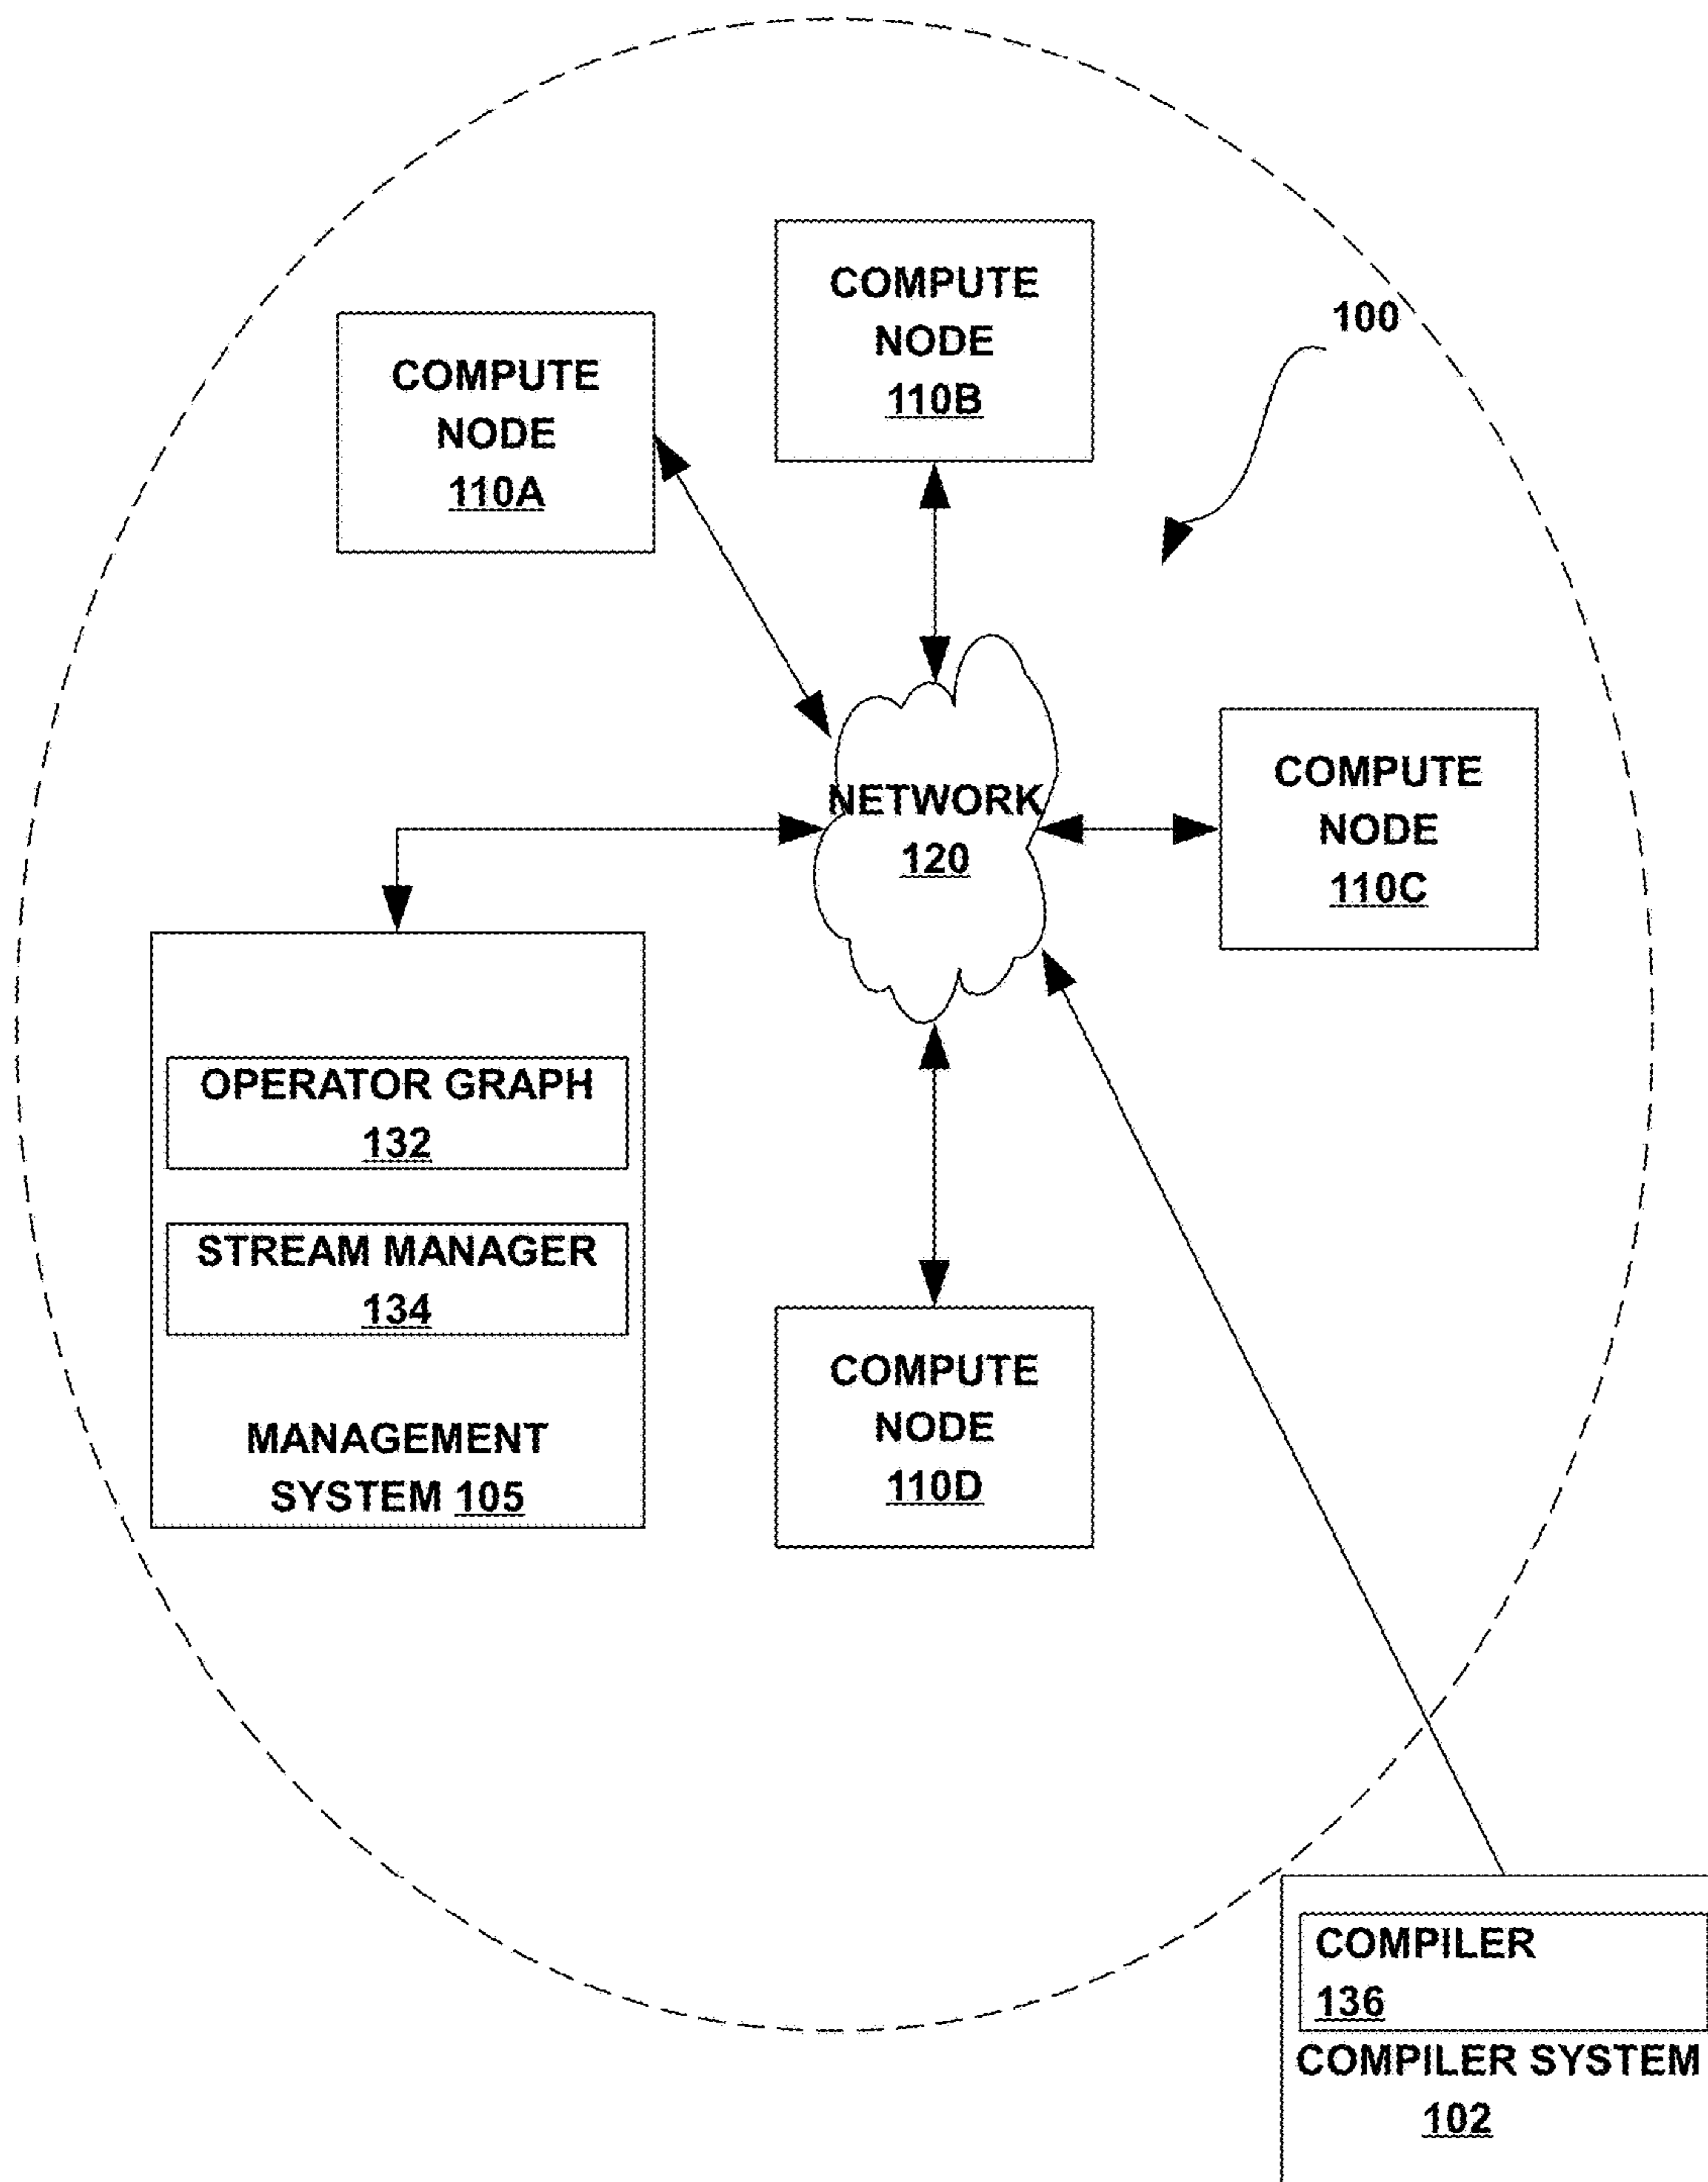 COMPUTE
NODE
110B
100
COMPUTE
NODE
110A
NETWORK
120
COMPUTE
NODE
110C
OPERATOR GRAPH
132
STREAM MANAGER
134
MANAGEMENT
SYSTEM 105
COMPUTE
NODE
110D
COMPILER
136
COMPILER SYSTEM
102